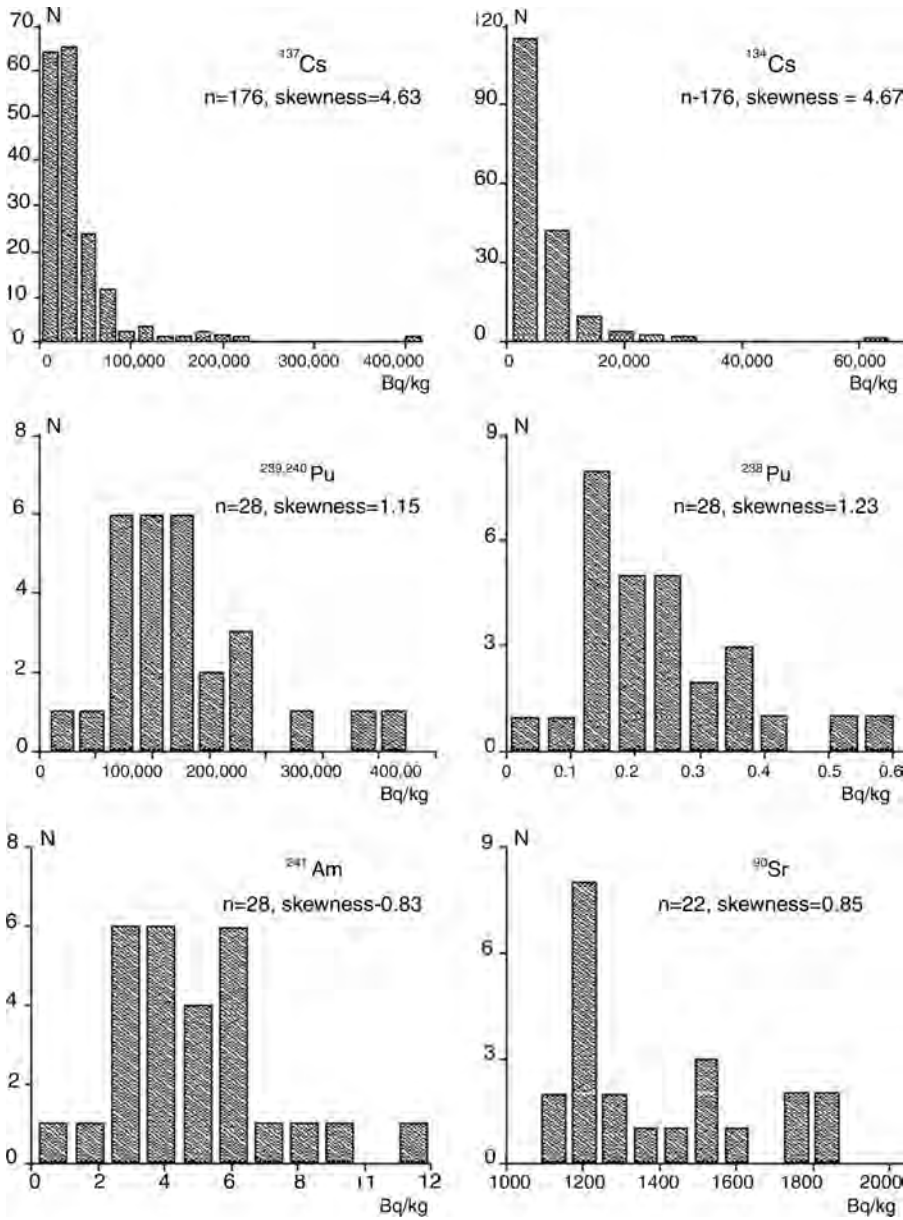 N
70
60
50
40
30
20
10
0
¹³⁷Cs
n=176, skewness=4.63
0 100,000 200,000 300,000 400,000
Bq/kg
N
120
90
60
30
0
¹³⁴Cs
n-176, skewness = 4.67
0 20,000 40,000 60,000
Bq/kg
N
8
6
4
2
0
²³⁹,²⁴⁰Pu
n=28, skewness=1.15
0 100,000 200,000 300,000 400,00
Bq/kg
N
9
6
3
0
²³⁸Pu
n=28, skewness=1.23
0 0.1 0.2 0.3 0.4 0.5 0.6
Bq/kg
N
8
6
4
2
0
²⁴¹Am
n=28, skewness-0.83
0 2 4 6 8 10 12
Bq/kg
N
9
6
3
0
⁹⁰Sr
n=22, skewness=0.85
1000 1200 1400 1600 1800 2000
Bq/kg